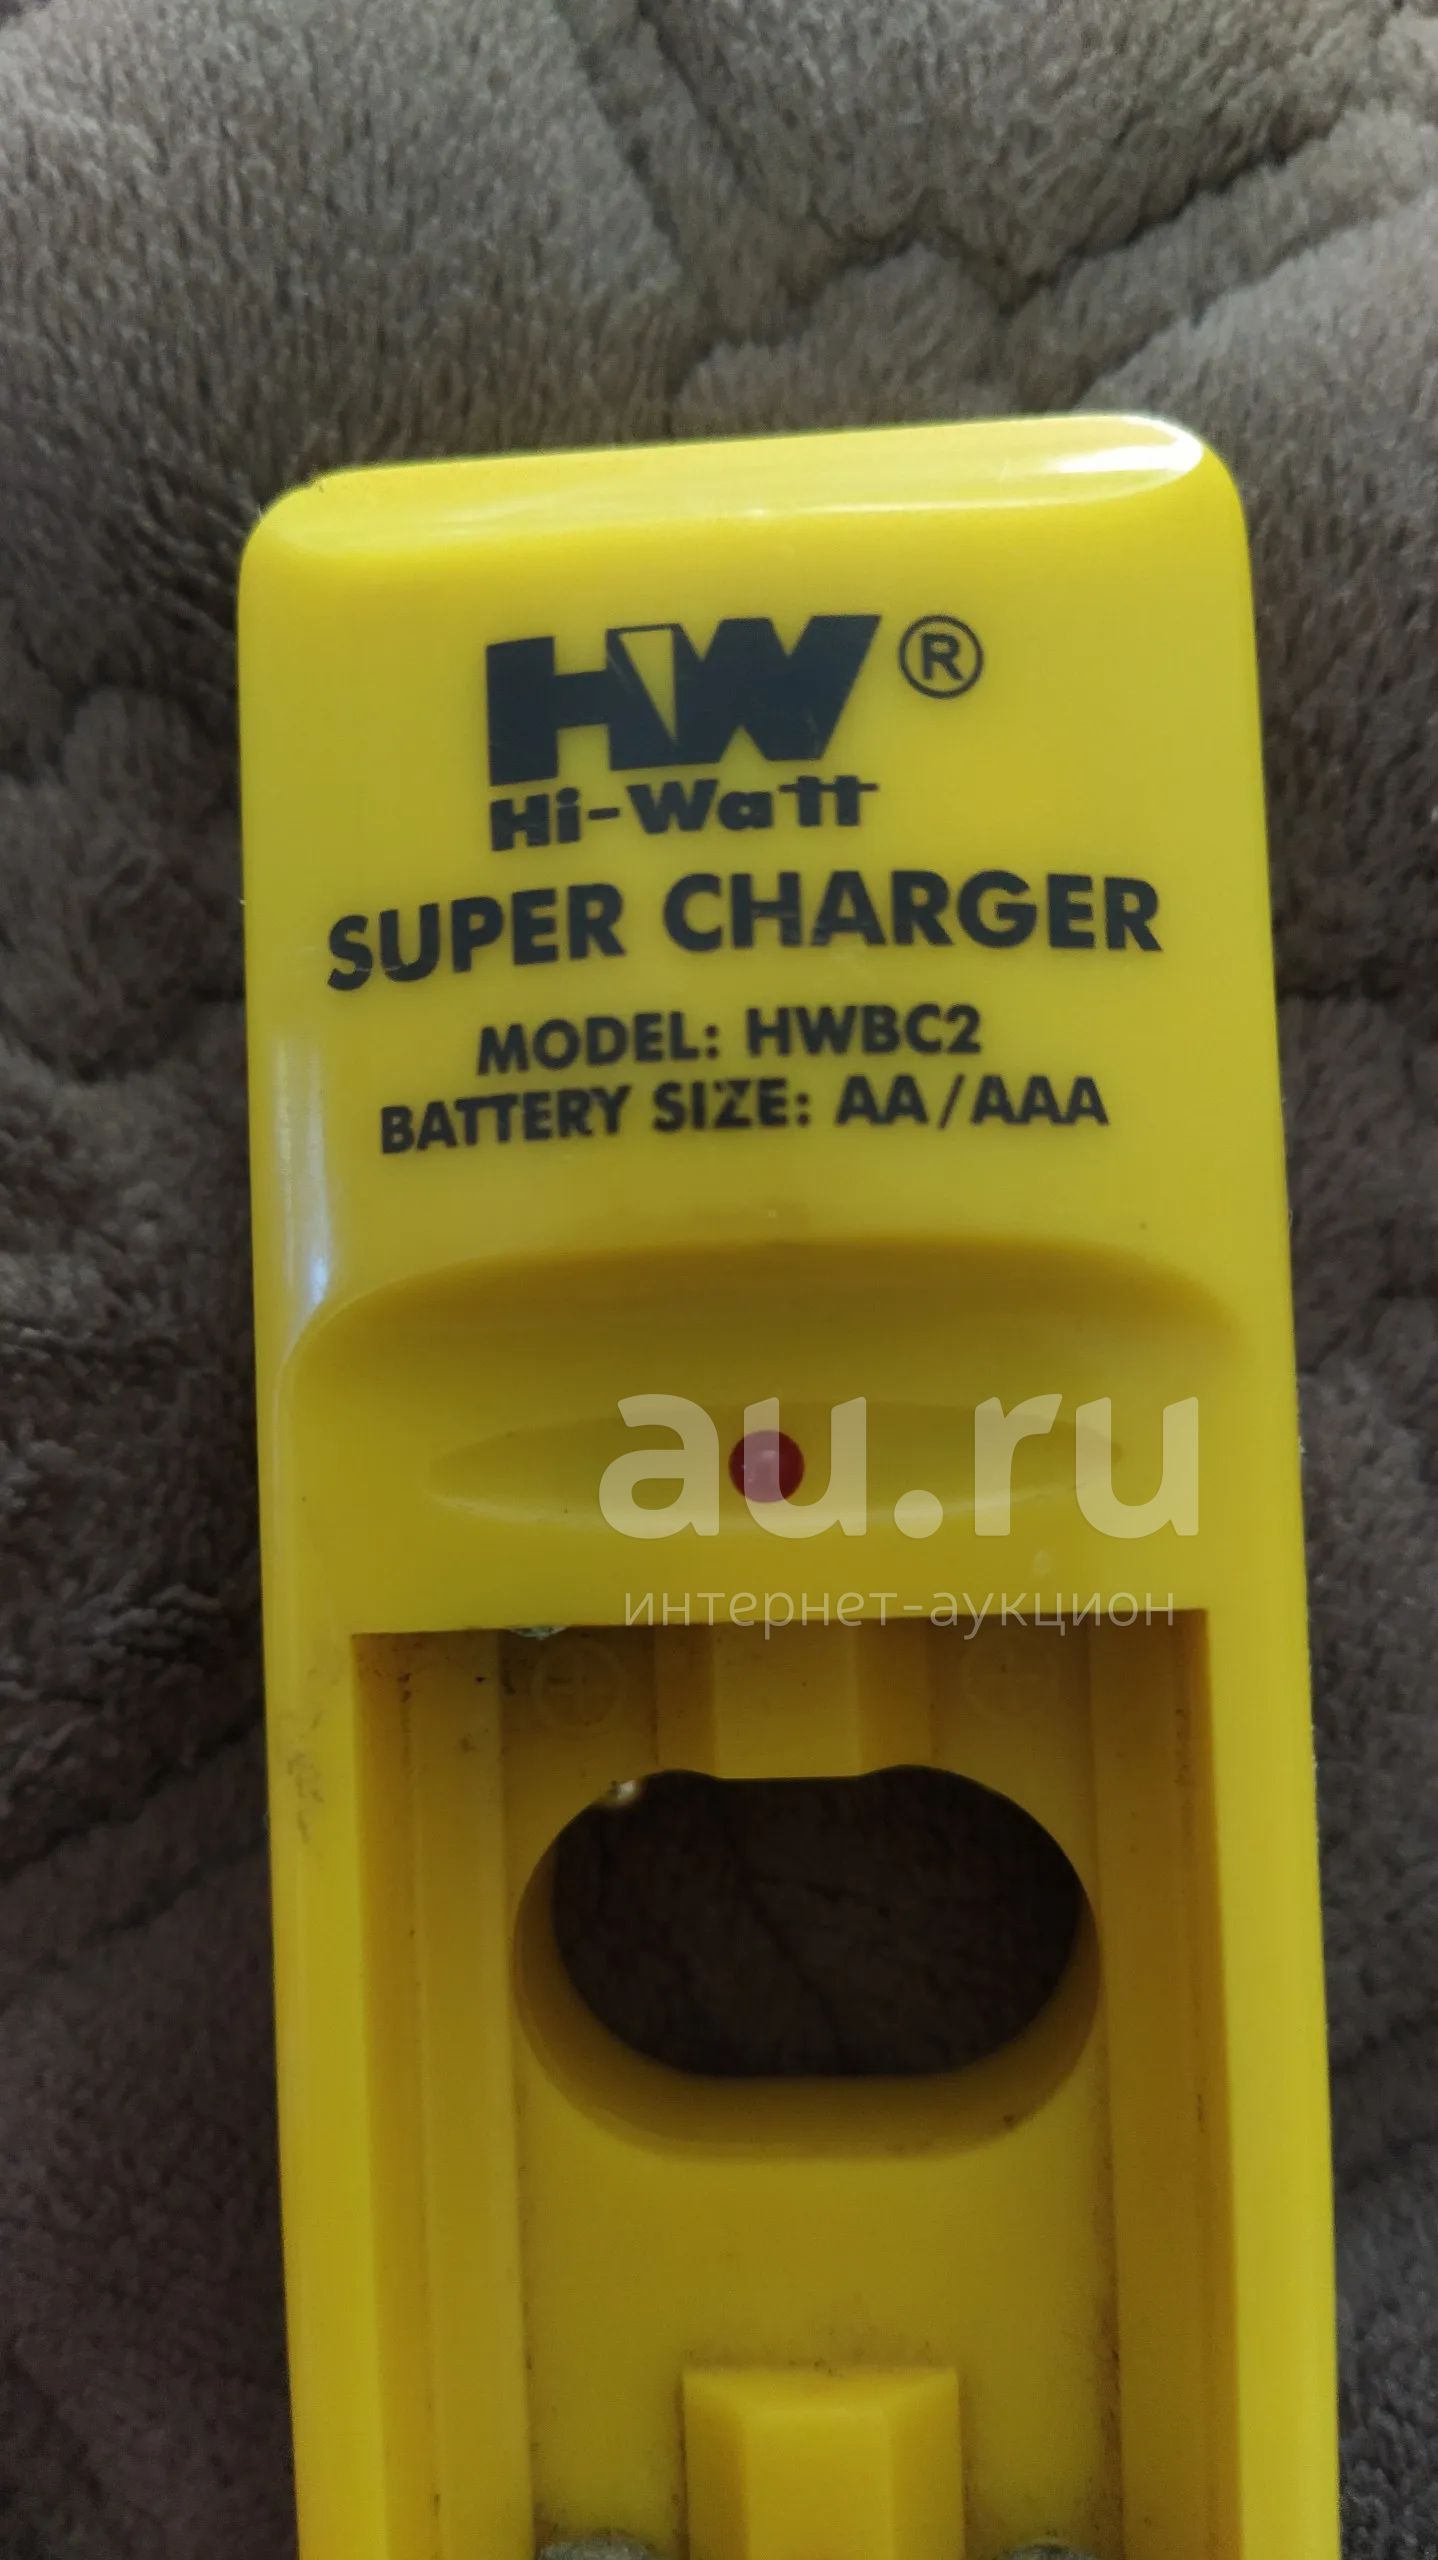 HW®
Hi-Watt
SUPER CHARGER
MODEL: HWBC2
BATTERY SIZE: AA/AAA
au.ru
интернет-аукцион